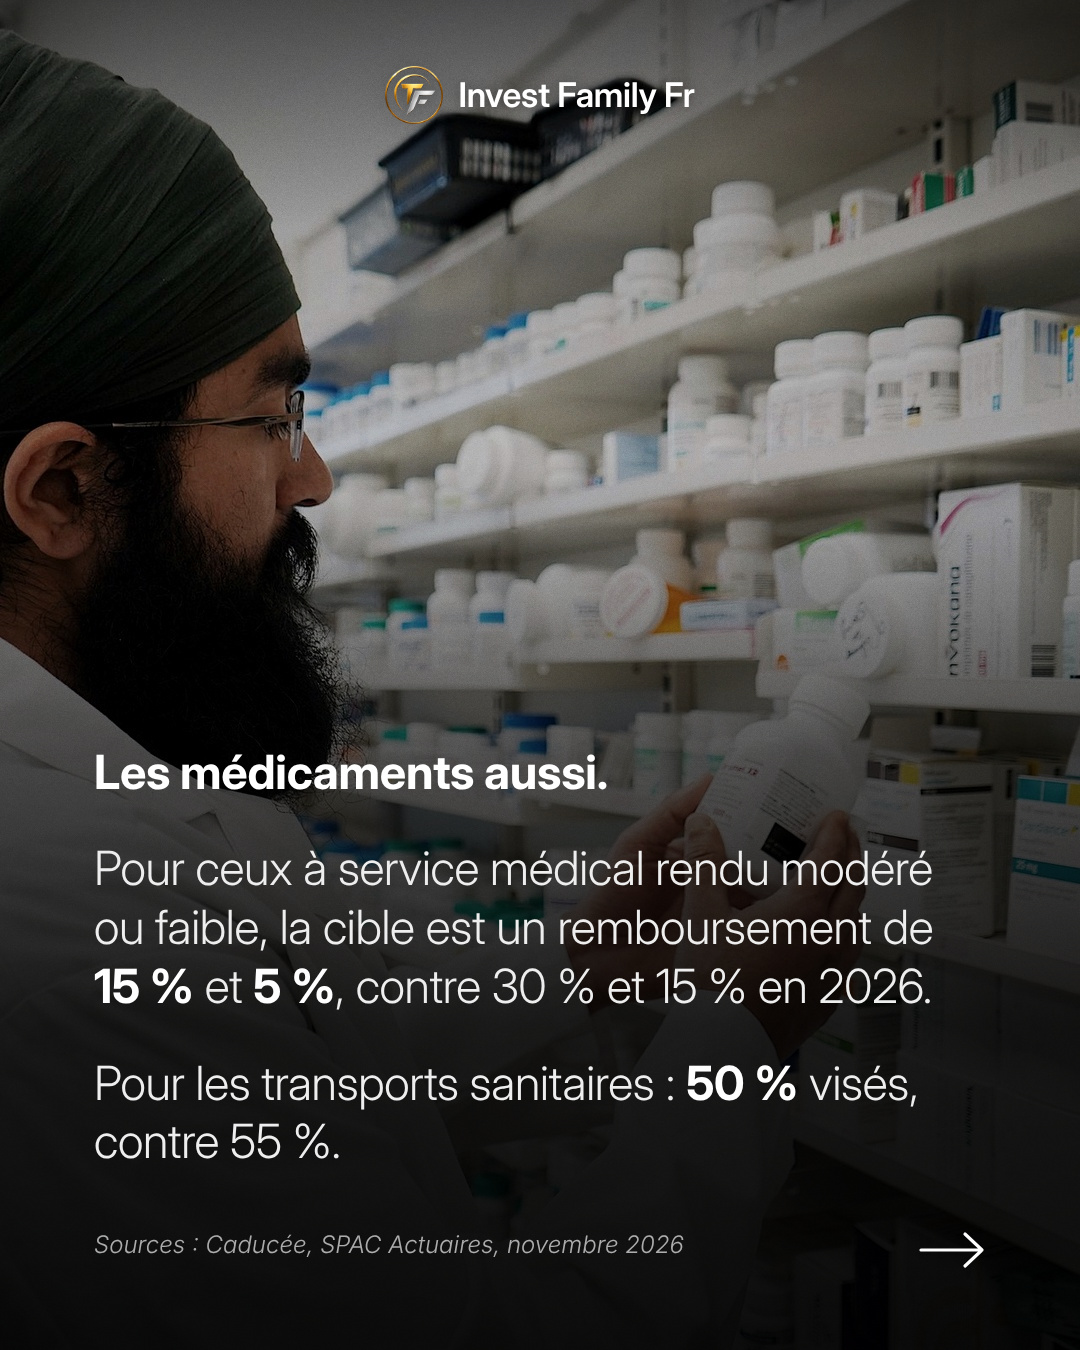 Invest Family Fr
nvokana
Les médicaments aussi.
Pour ceux à service médical rendu modéré
ou faible, la cible est un remboursement de
15 % et 5 %, contre 30 % et 15 % en 2026.
Pour les transports sanitaires : 50 % visés,
contre 55 %.
Sources : Caducée, SPAC Actuaires, novembre 2026